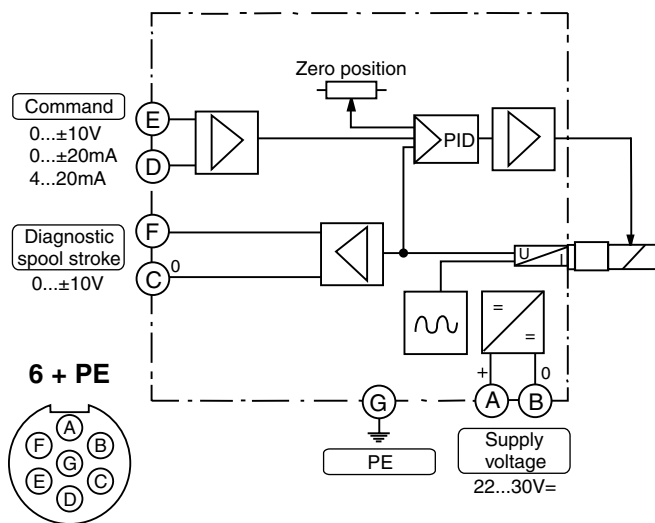 Zero position
Command
0...±10V
0...±20mA
4...20mA
E
D
PID
Diagnostic
spool stroke
0...±10V
F
C
0
U
I
=
=
+
0
6 + PE
G
A
B
PE
Supply
voltage
22...30V=
A
F
B
G
E
C
D